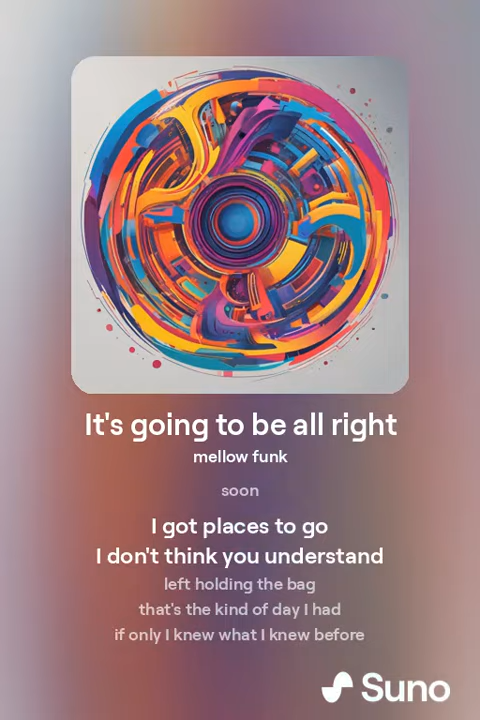 It's going to be all right
mellow funk
soon
I got places to go
I don't think you understand
left holding the bag
that's the kind of day I had
if only I knew what I knew before
Suno